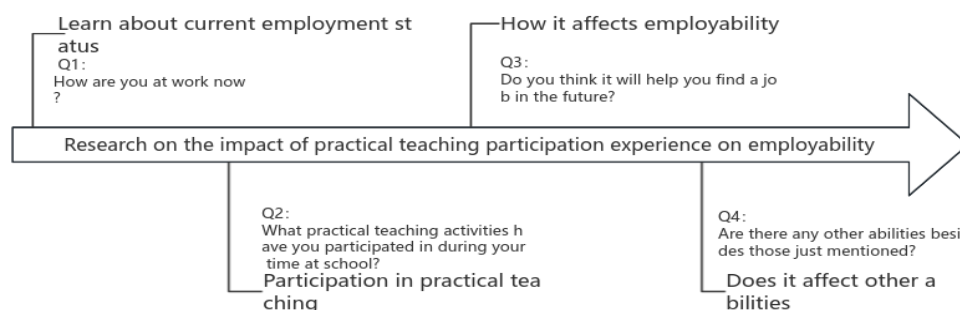 Learn about current employment st
atus
Q1:
How are you at work now
?
How it affects employability
Q3:
Do you think it will help you find a jo
b in the future?
Research on the impact of practical teaching participation experience on employability
Q2:
What practical teaching activities h
ave you participated in during your
time at school?
Participation in practical tea
ching
Q4:
Are there any other abilities besi
des those just mentioned?
Does it affect other a
bilities